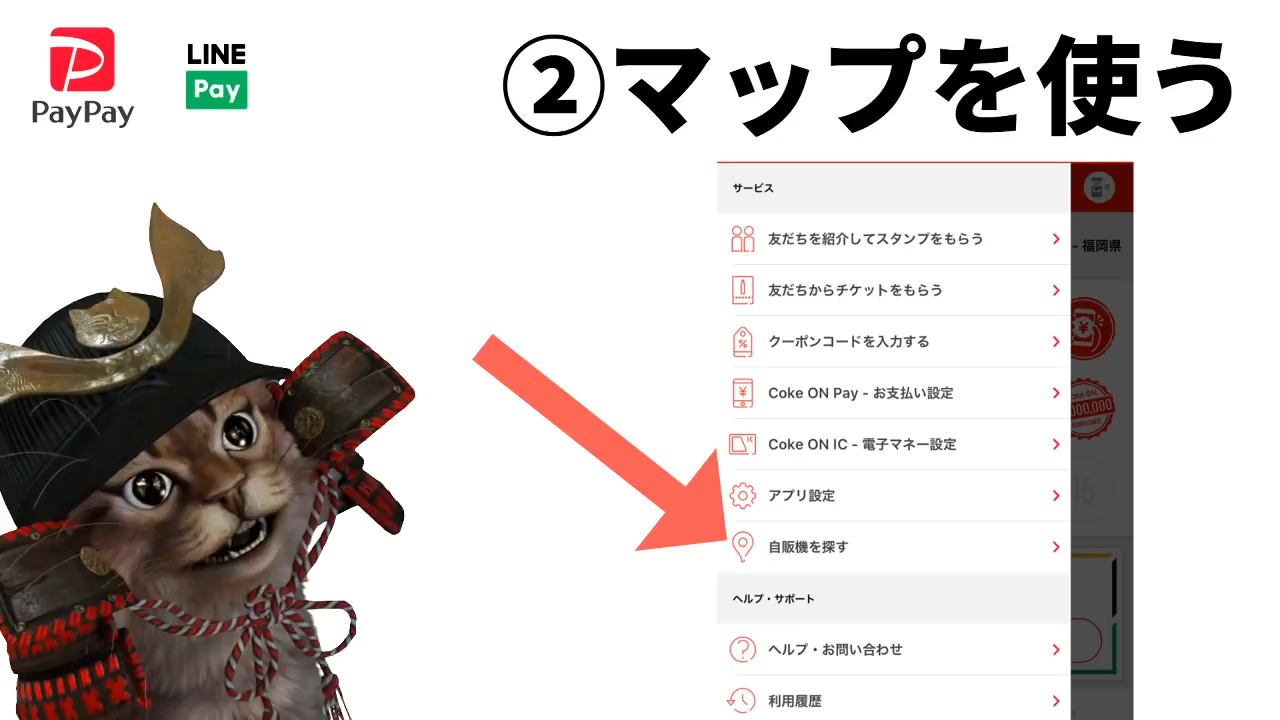 PayPay
LINE
Pay
②マップを使う
サービス
友だちを紹介してスタンプをもらう
友だちからチケットをもらう
クーポンコードを入力する
Coke ON Pay - お支払い設定
Coke ON IC - 電子マネー設定
アプリ設定
自販機を探す
ヘルプ・サポート
ヘルプ・お問い合わせ
利用履歴
- 福岡県
000,000
15